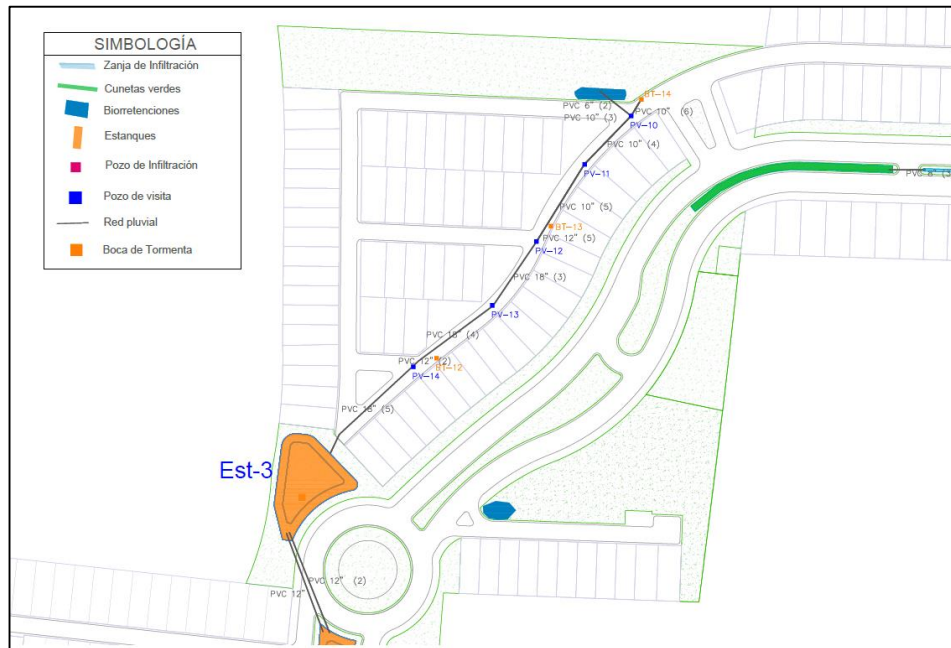 SIMBOLOGÍA
Zanja de Infiltración
Cunetas verdes
Biorretenciones
Estanques
Pozo de Infiltración
Pozo de visita
Red pluvial
Boca de Tormenta
BT-14
PVC 6" (2)
PVC 10" (3)
PVC 10" (6)
PV-10
PVC 10" (4)
PV-11
PVC 10" (5)
BT-13
PVC 12" (5)
PV-12
PVC 18" (3)
PV-13
PVC 18" (4)
PVC 12" (2)
BT-12
PV-14
PVC 18" (5)
Est-3
PVC 12" (2)
PVC 12"